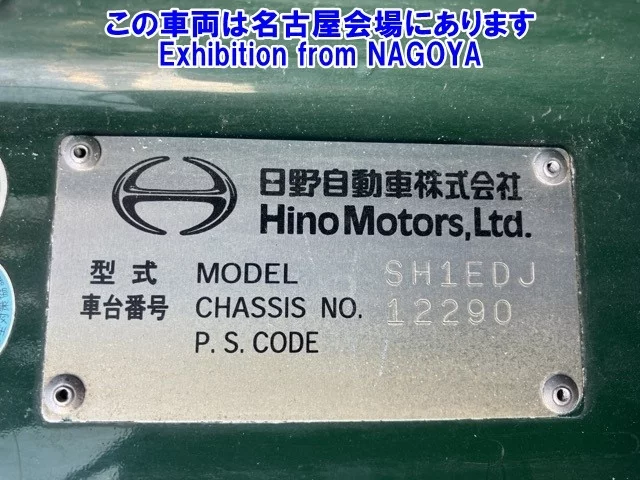 この車両は名古屋会場にあります
Exhibition from NAGOYA
日野自動車株式会社
Hino Motors, Ltd.
型式 MODEL SH1EDJ
車台番号 CHASSIS NO. 12290
P. S. CODE